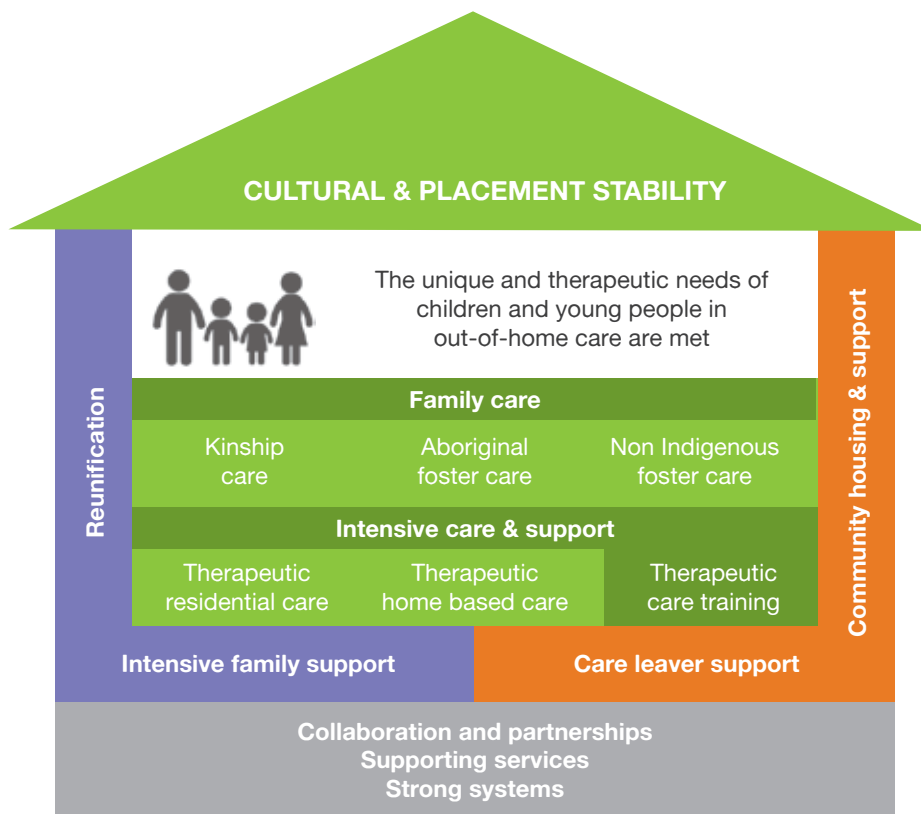 CULTURAL & PLACEMENT STABILITY
The unique and therapeutic needs of
children and young people in
out-of-home care are met
Reunification
Community housing & support
Family care
Kinship
care
Aboriginal
foster care
Non Indigenous
foster care
Intensive care & support
Therapeutic
residential care
Therapeutic
home based care
Therapeutic
care training
Intensive family support
Care leaver support
Collaboration and partnerships
Supporting services
Strong systems